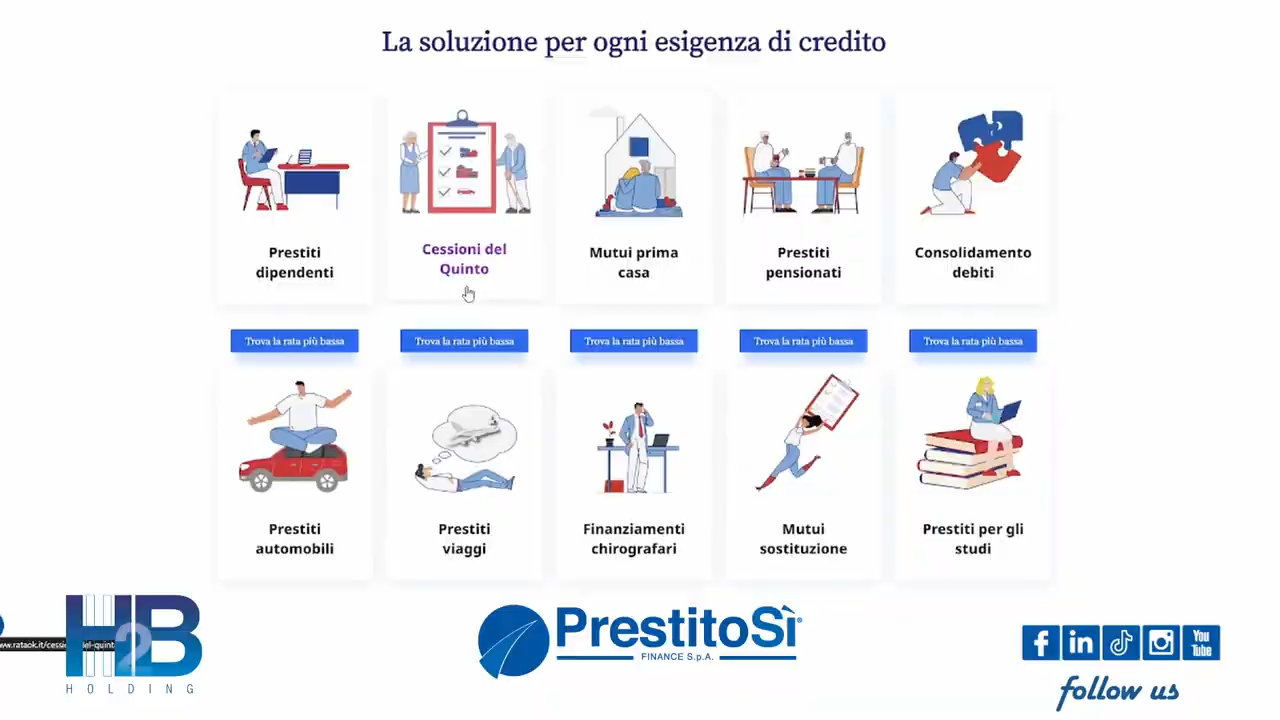 La soluzione per ogni esigenza di credito
Prestiti
dipendenti
Cessioni del
Quinto
Mutui prima
casa
Prestiti
pensionati
Consolidamento
debiti
Trova la rata più bassa
Trova la rata più bassa
Trova la rata più bassa
Trova la rata più bassa
Trova la rata più bassa
Prestiti
automobili
Prestiti
viaggi
Finanziamenti
chirografari
Mutui
sostituzione
Prestiti per gli
studi
H2B
HOLDING
PrestitoSì
FINANCE S.p.A.
You
Tube
follow us